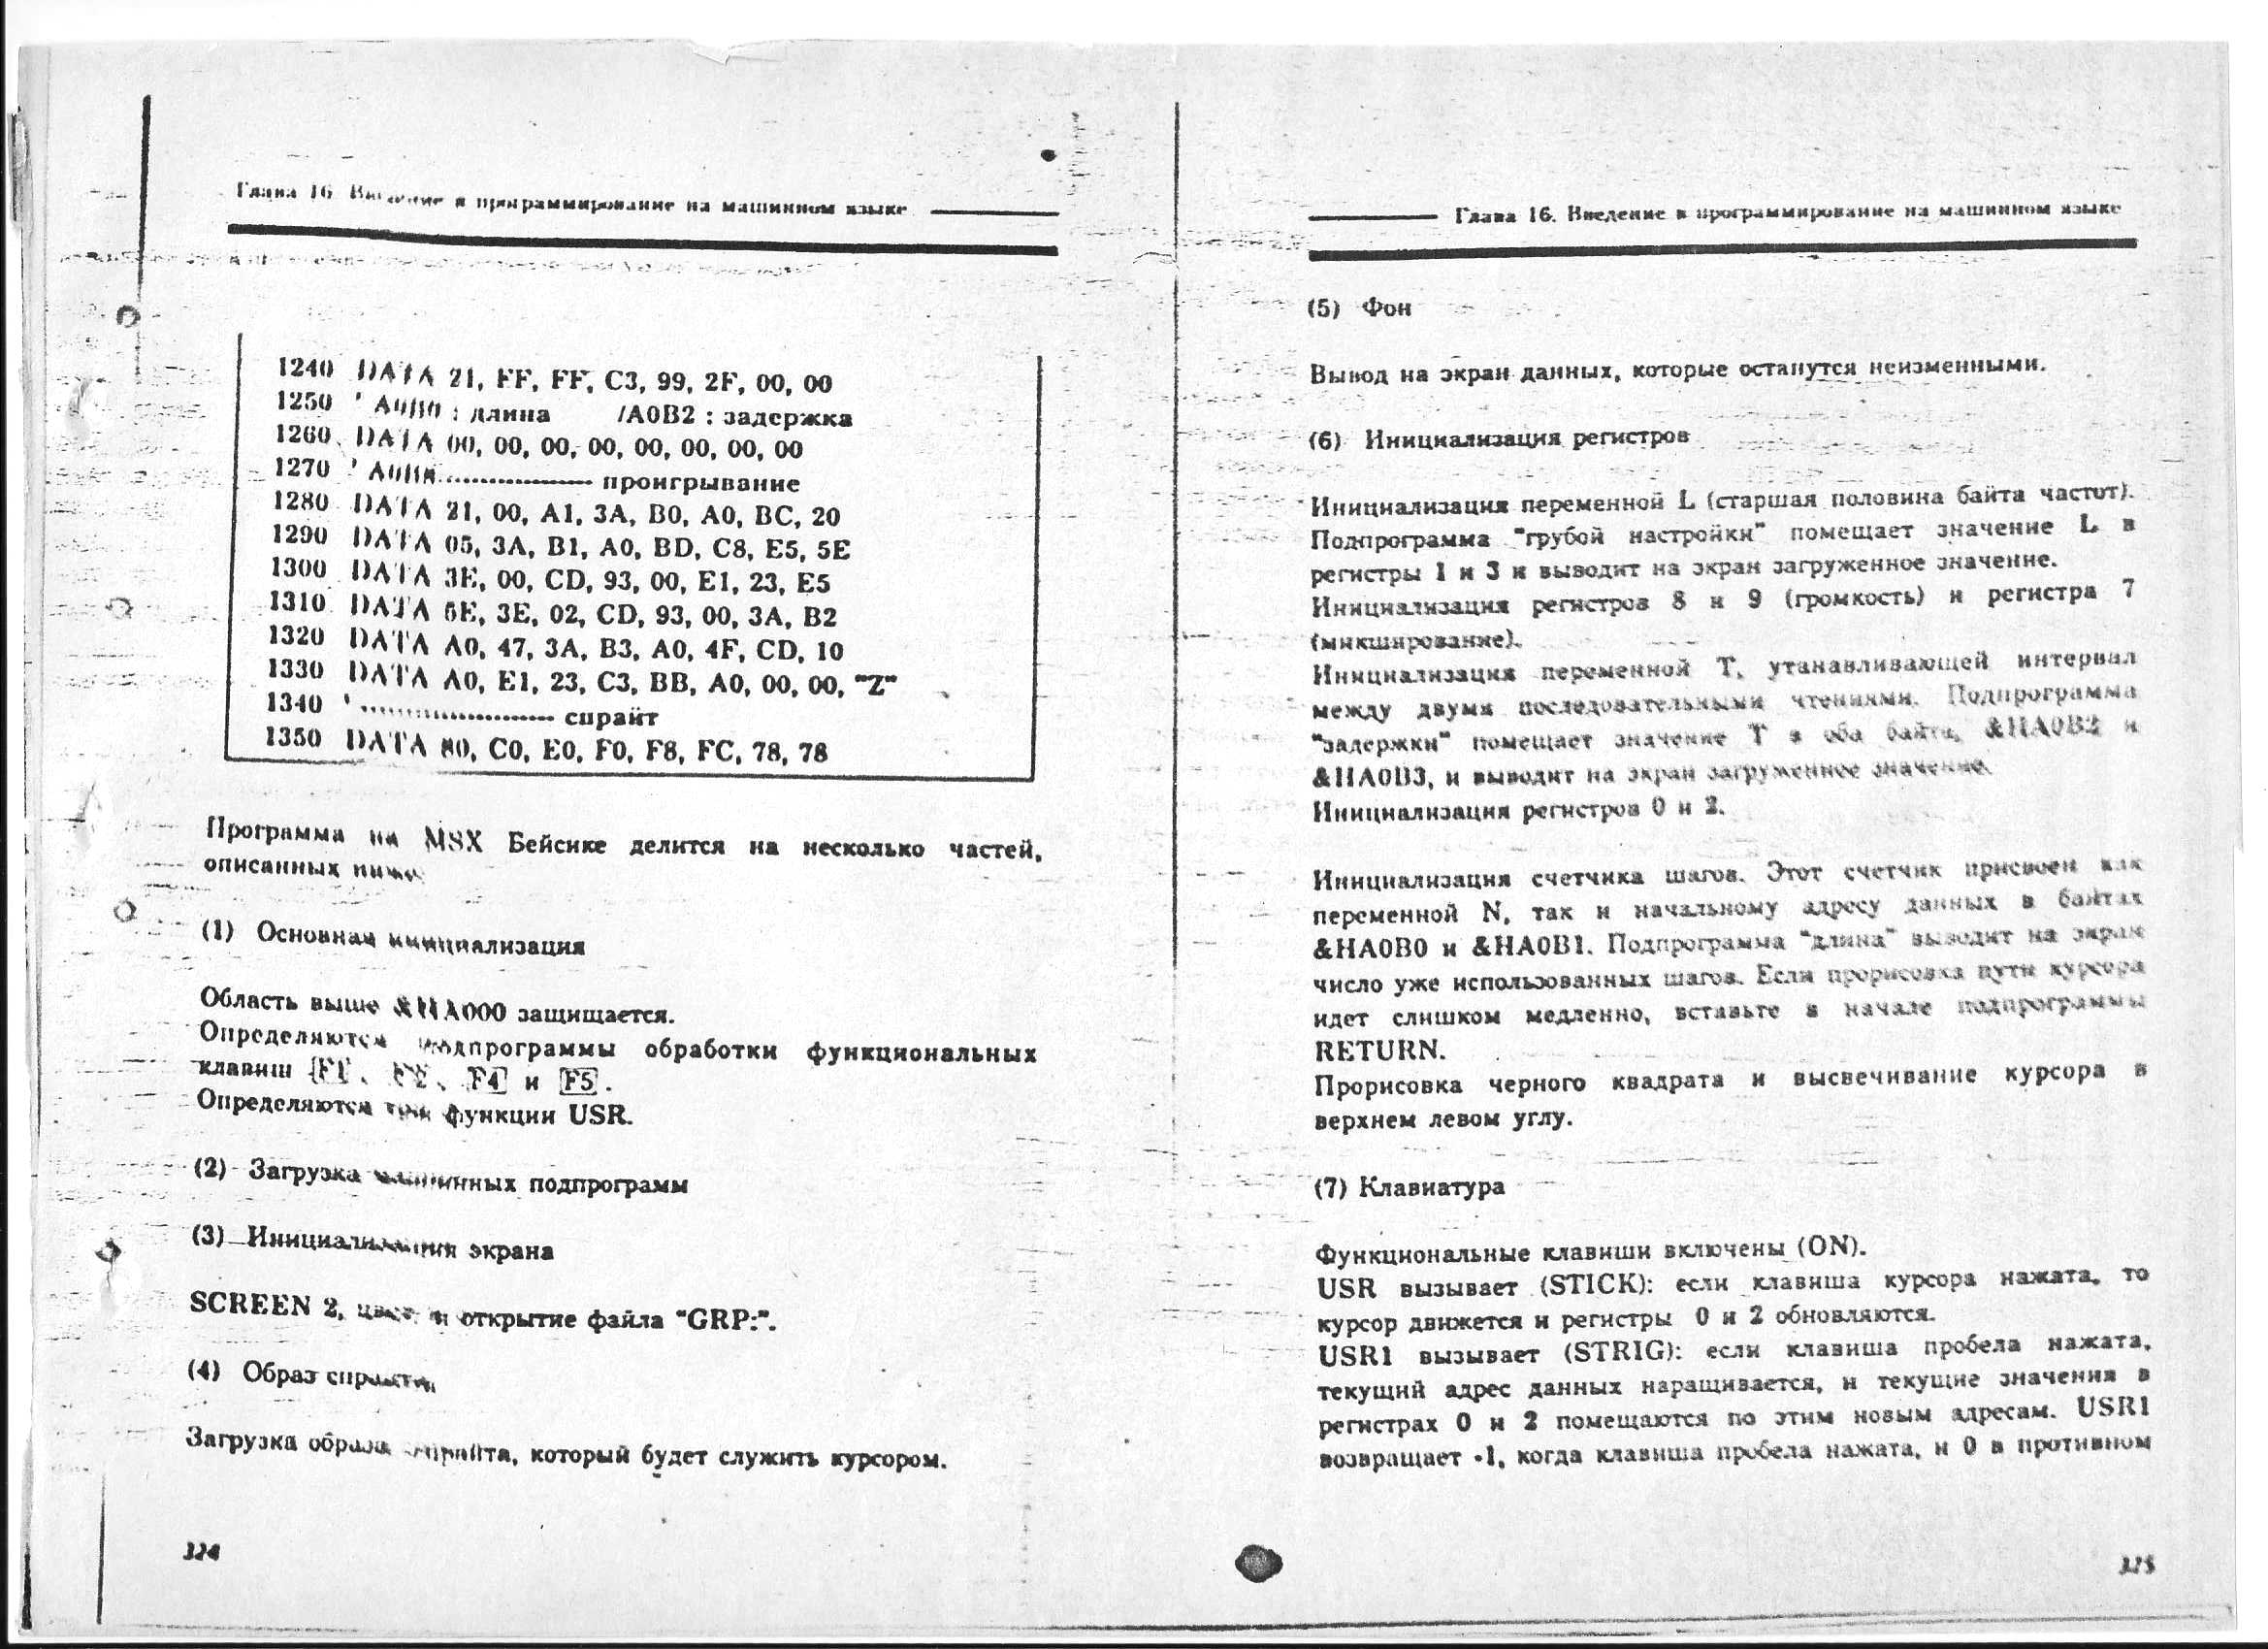 Глава 16. Введение в программирование на машинном языке
1240 DATA 21, FF, FF, C3, 99, 2F, 00, 00
1250 ' A0B0 : длина /A0B2 : задержка
1260 DATA 00, 00, 00, 00, 00, 00, 00, 00
1270 ' A0B8.................. проигрывание
1280 DATA 21, 00, A1, 3A, B0, A0, BC, 20
1290 DATA 05, 3A, B1, A0, BD, C8, E5, 5E
1300 DATA 3E, 00, CD, 93, 00, E1, 23, E5
1310 DATA 5E, 3E, 02, CD, 93, 00, 3A, B2
1320 DATA A0, 47, 3A, B3, A0, 4F, CD, 10
1330 DATA A0, E1, 23, C3, BB, A0, 00, 00, "Z"
1340 '....................... спрайт
1350 DATA 80, C0, E0, F0, F8, FC, 78, 78
Программа на MSX Бейсике делится на несколько частей,
описанных ниже
(1) Основная инициализация
Область выше &HA000 защищается.
Определяются подпрограммы обработки функциональных
клавиш F1, F2, F4 и F5.
Определяются три функции USR.
(2) Загрузка машинных подпрограмм
(3) Инициализация экрана
SCREEN 2, цвет и открытие файла "GRP:".
(4) Образ спрайта
Загрузка образа спрайта, который будет служить курсором.
324
Глава 16. Введение в программирование на машинном языке
(5) Фон
Вывод на экран данных, которые останутся неизменными.
(6) Инициализация регистров
Инициализация переменной L (старшая половина байта частот).
Подпрограмма "грубой настройки" помещает значение L в
регистры 1 и 3 и выводит на экран загруженное значение.
Инициализация регистров 8 и 9 (громкость) и регистра 7
(микширование).
Инициализация переменной T, утанавливающей интервал
между двумя последовательными чтениями. Подпрограмма
"задержки" помещает значение T в оба байта, &HA0B2 и
&HA0B3, и выводит на экран загруженное значение.
Инициализация регистров 0 и 2.
Инициализация счетчика шагов. Этот счетчик присвоен как
переменной N, так и начальному адресу данных в байтах
&HA0B0 и &HA0B1. Подпрограмма "длина" выводит на экран
число уже использованных шагов. Если прорисовка пути курсора
идет слишком медленно, вставьте в начале подпрограммы
RETURN.
Прорисовка черного квадрата и высвечивание курсора в
верхнем левом углу.
(7) Клавиатура
Функциональные клавиши включены (ON).
USR вызывает (STICK): если клавиша курсора нажата, то
курсор движется и регистры 0 и 2 обновляются.
USR1 вызывает (STRIG): если клавиша пробела нажата,
текущий адрес данных наращивается, и текущие значения в
регистрах 0 и 2 помещаются по этим новым адресам. USR1
возвращает -1, когда клавиша пробела нажата, и 0 в противном
325